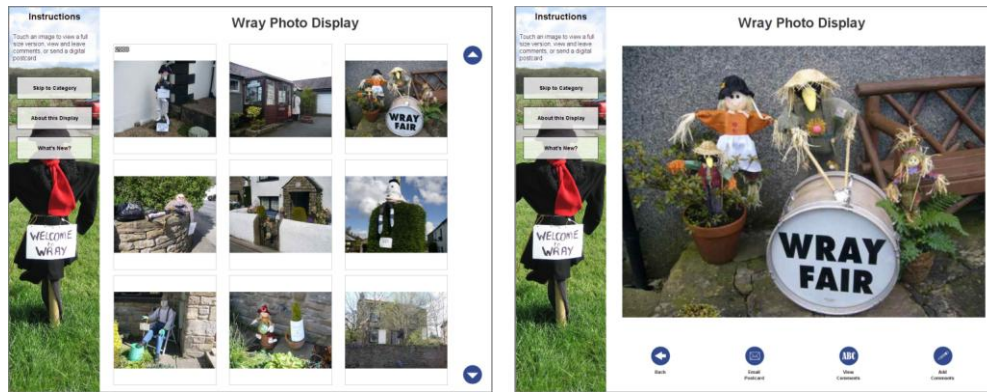 Instructions
Touch an image to view a full
size version, view and leave
comments, or send a digital
postcard
Skip to Category
About this Display
What's New?
WELCOME
to
WRAY
Wray Photo Display
WRAY
FAIR
Instructions
Touch an image to view a full
size version, view and leave
comments, or send a digital
postcard
Skip to Category
About this Display
What's New?
WELCOME
to
WRAY
Wray Photo Display
WRAY
FAIR
Back
Email
Postcard
View
Comments
ABC
Add
Comments